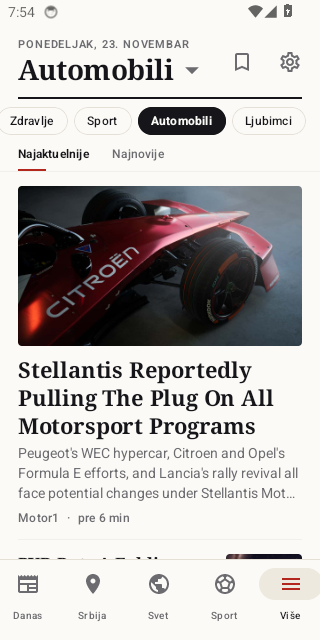 7:54
PONEDELJAK, 23. NOVEMBAR
Automobili
Zdravlje
Sport
Automobili
Ljubimci
Najaktuelnije
Najnovije
CITROËN
Stellantis Reportedly
Pulling The Plug On All
Motorsport Programs
Peugeot's WEC hypercar, Citroen and Opel's
Formula E efforts, and Lancia's rally revival all
face potential changes under Stellantis Mot...
Motor1 · pre 6 min
Danas
Srbija
Svet
Sport
Više